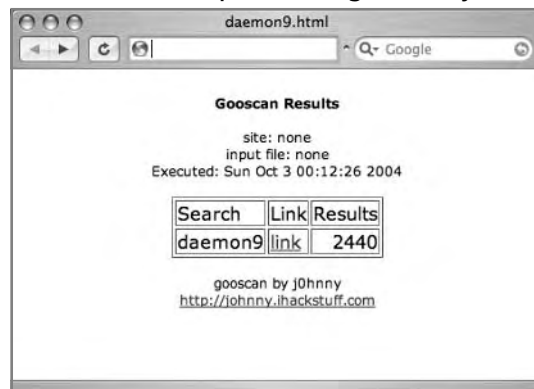 daemon9.html
Google
Gooscan Results
site: none
input file: none
Executed: Sun Oct 3 00:12:26 2004
Search Link Results
daemon9 link 2440
gooscan by j0hnny
http://johnny.ihackstuff.com